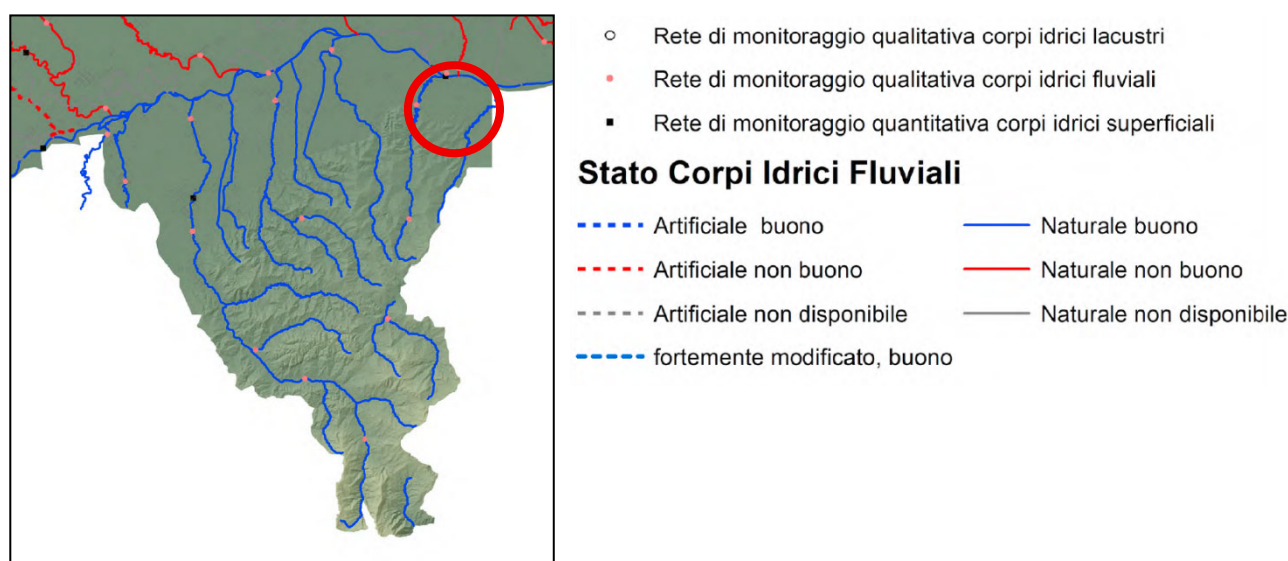 Rete di monitoraggio qualitativa corpi idrici lacustri
Rete di monitoraggio qualitativa corpi idrici fluviali
Rete di monitoraggio quantitativa corpi idrici superficiali
Stato Corpi Idrici Fluviali
Artificiale buono
Naturale buono
Artificiale non buono
Naturale non buono
Artificiale non disponibile
Naturale non disponibile
fortemente modificato, buono